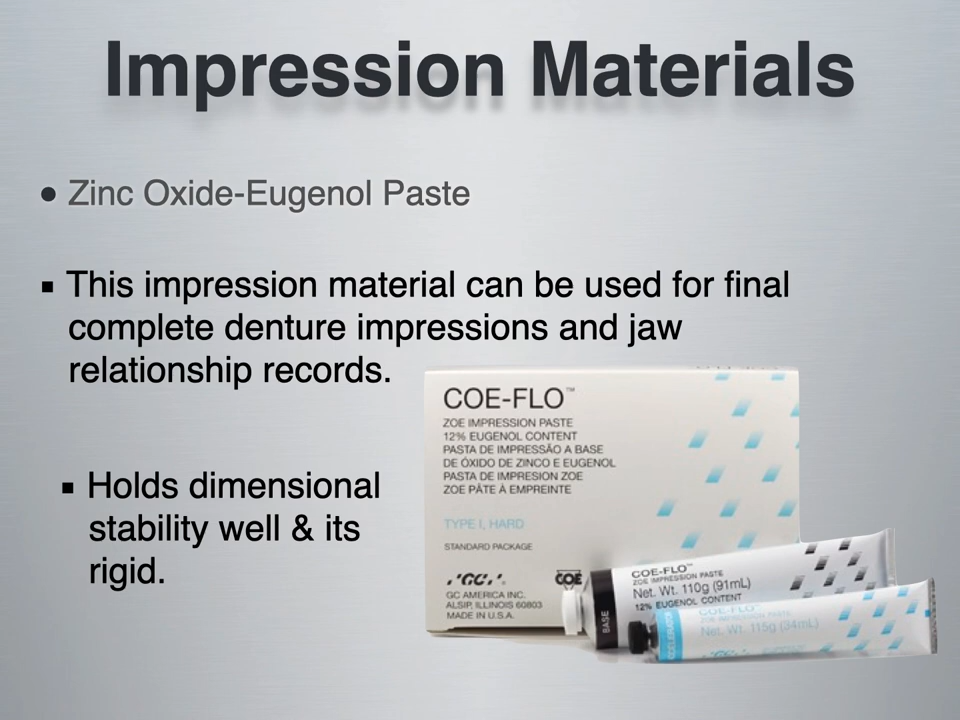 Impression Materials
• Zinc Oxide-Eugenol Paste
▪ This impression material can be used for final
complete denture impressions and jaw
relationship records.
▪ Holds dimensional
stability well & its
rigid.
COE-FLO™
ZOE IMPRESSION PASTE
12% EUGENOL CONTENT
PASTA DE IMPRESSÃO A BASE
DE ÓXIDO DE ZINCO E EUGENOL
PASTA DE IMPRESION ZOE
ZOE PÂTE À EMPREINTE
TYPE I, HARD
STANDARD PACKAGE
GC COE
GC AMERICA INC.
ALSIP, ILLINOIS 60803
MADE IN U.S.A.
BASE
COE-FLO™
ZOE IMPRESSION PASTE
Net. Wt. 110g (91mL)
12% EUGENOL CONTENT
COE-FLO™
ZOE IMPRESSION PASTE
Net. Wt. 115g (34mL)